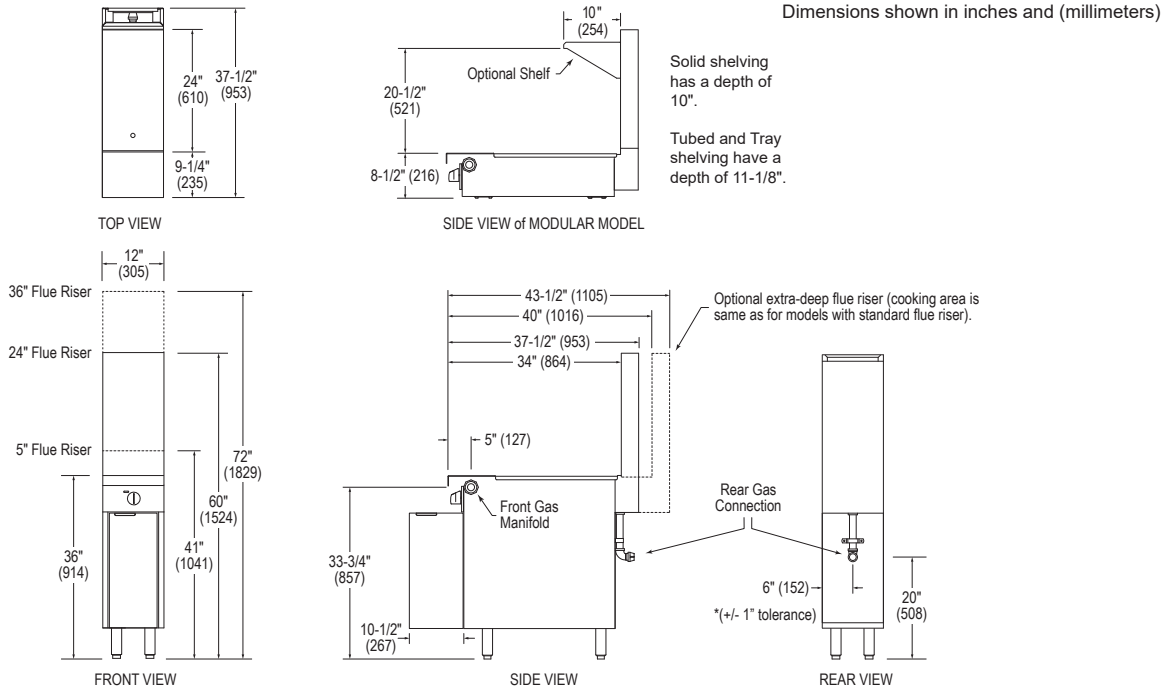 Dimensions shown in inches and (millimeters)
24"
(610)
37-1/2"
(953)
9-1/4"
(235)
TOP VIEW
10"
(254)
Optional Shelf
20-1/2"
(521)
8-1/2" (216)
SIDE VIEW of MODULAR MODEL
Solid shelving
has a depth of
10".
Tubed and Tray
shelving have a
depth of 11-1/8".
12"
(305)
36" Flue Riser
24" Flue Riser
5" Flue Riser
72"
(1829)
60"
(1524)
41"
(1041)
36"
(914)
FRONT VIEW
43-1/2" (1105)
40" (1016)
37-1/2" (953)
34" (864)
Optional extra-deep flue riser (cooking area is
same as for models with standard flue riser).
5" (127)
Front Gas
Manifold
33-3/4"
(857)
10-1/2"
(267)
SIDE VIEW
Rear Gas
Connection
6" (152)
*(+/- 1” tolerance)
20"
(508)
REAR VIEW